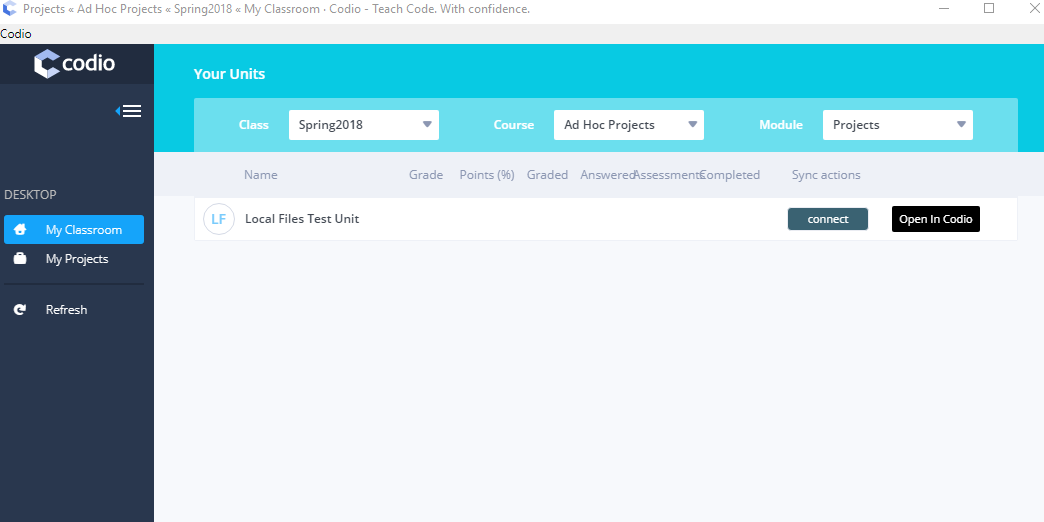 Projects « Ad Hoc Projects « Spring2018 « My Classroom · Codio - Teach Code. With confidence.
Codio
codio
DESKTOP
My Classroom
My Projects
Refresh
Your Units
Class Spring2018 Course Ad Hoc Projects Module Projects
Name Grade Points (%) Graded Answered Assessments Completed Sync actions
LF Local Files Test Unit connect Open In Codio